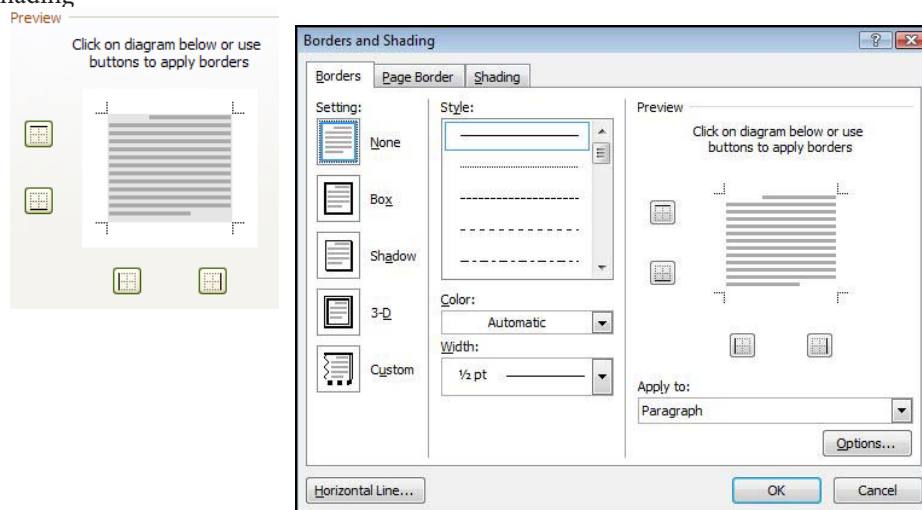 Preview
Click on diagram below or use
buttons to apply borders
Borders and Shading
?
Borders Page Border Shading
Setting:
None
Box
Shadow
3-D
Custom
Style:
Color:
Automatic
Width:
½ pt
Preview
Click on diagram below or use
buttons to apply borders
Apply to:
Paragraph
Options...
Horizontal Line...
OK
Cancel